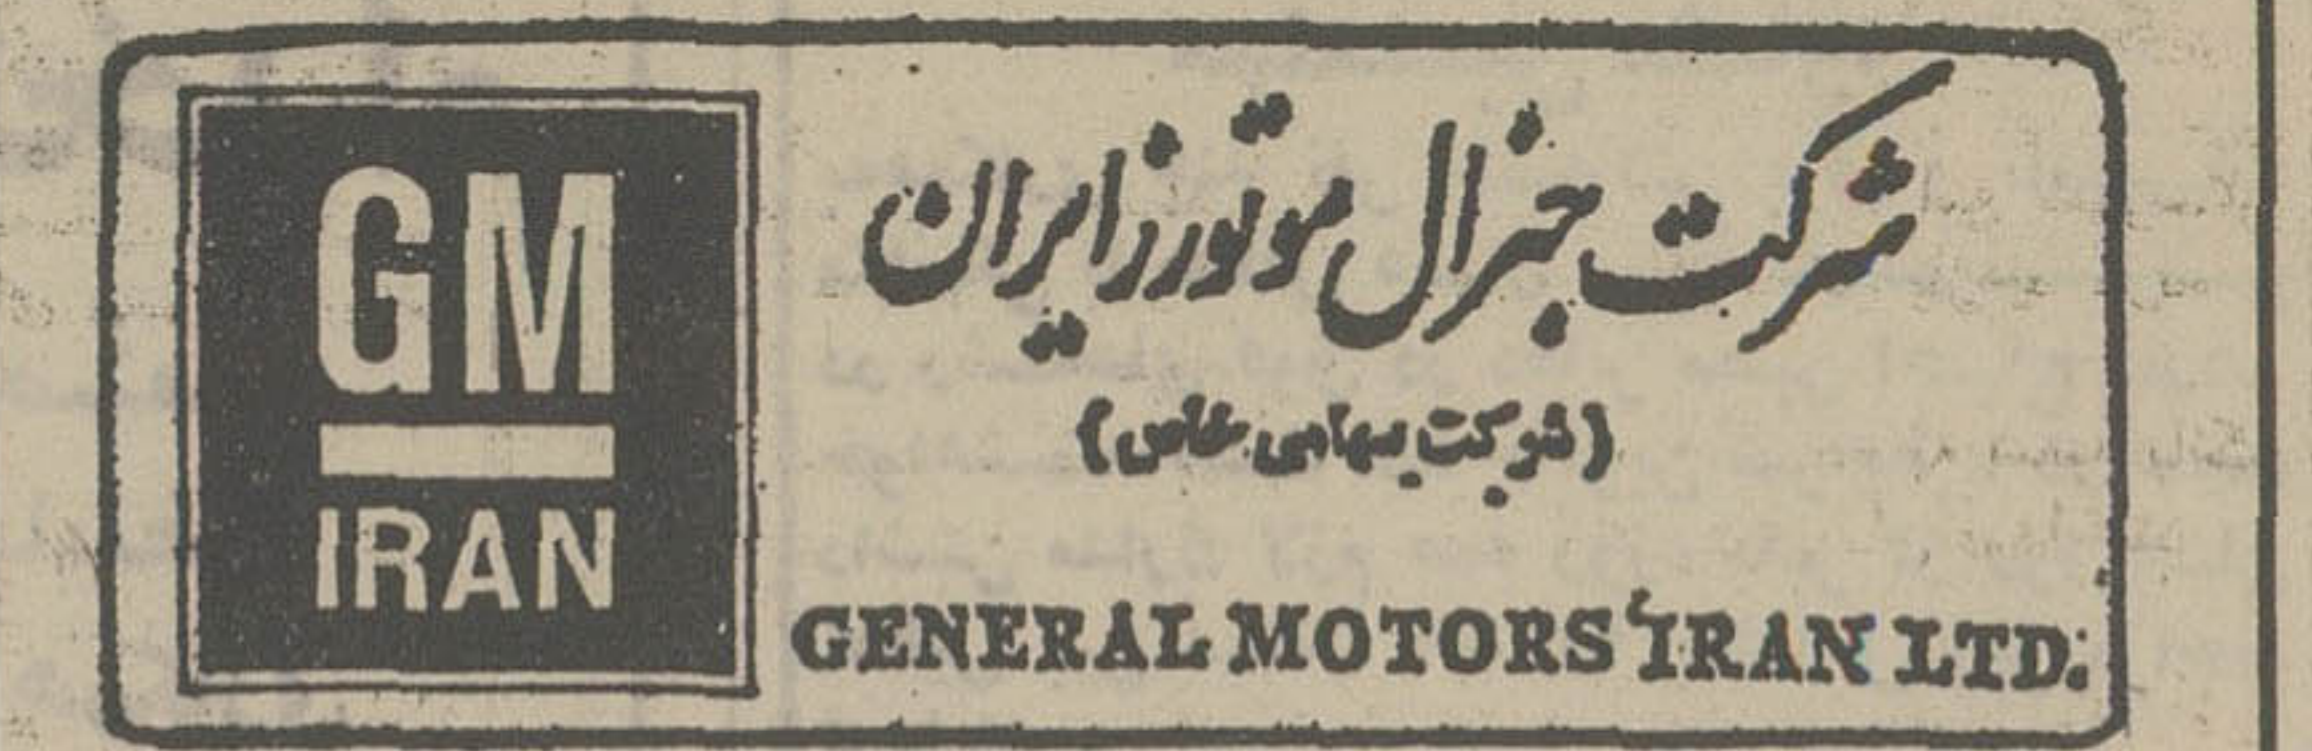 GM
IRAN
شرکت جنرال موتورز ایران
(شرکت سهامی خاص)
GENERAL MOTORS IRAN LTD.